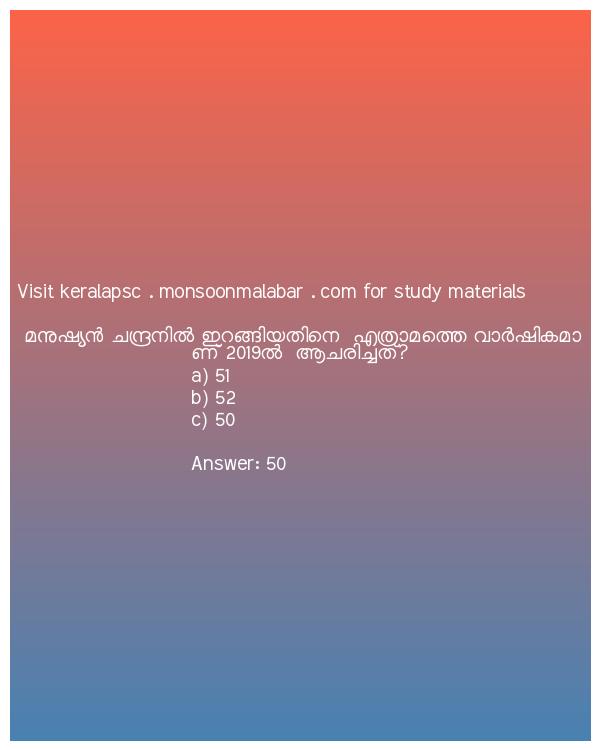 Visit keralapsc . monsoonmalabar . com for study materials
മനുഷ്യൻ ചന്ദ്രനിൽ ഇറങ്ങിയതിനെ എത്രാമത്തെ വാർഷികമാ
ണ് 2019ൽ ആചരിച്ചത്?
a) 51
b) 52
c) 50
Answer: 50